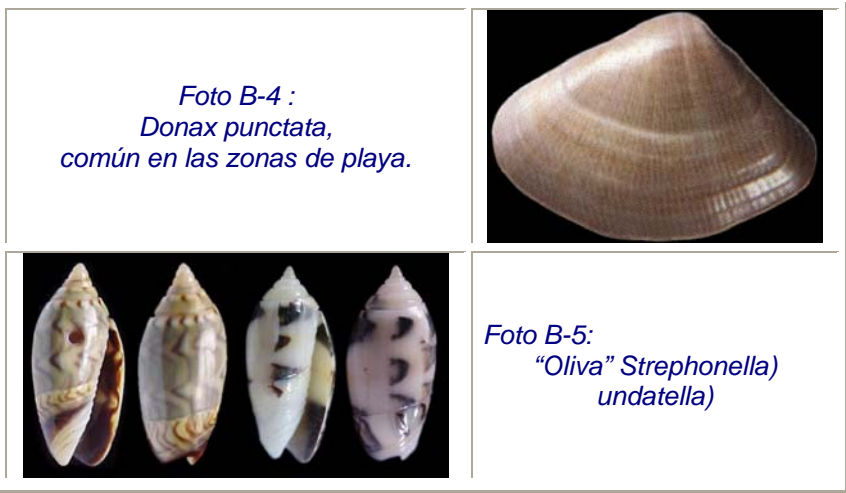 Foto B-4 :
Donax punctata,
común en las zonas de playa.
Foto B-5:
“Oliva” Strephonella)
undatella)